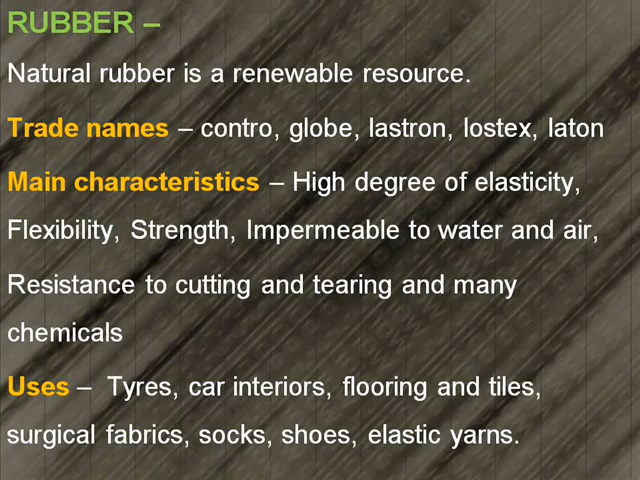 RUBBER –
Natural rubber is a renewable resource.
Trade names – contro, globe, lastron, lostex, laton
Main characteristics – High degree of elasticity,
Flexibility, Strength, Impermeable to water and air,
Resistance to cutting and tearing and many
chemicals
Uses – Tyres, car interiors, flooring and tiles,
surgical fabrics, socks, shoes, elastic yarns.